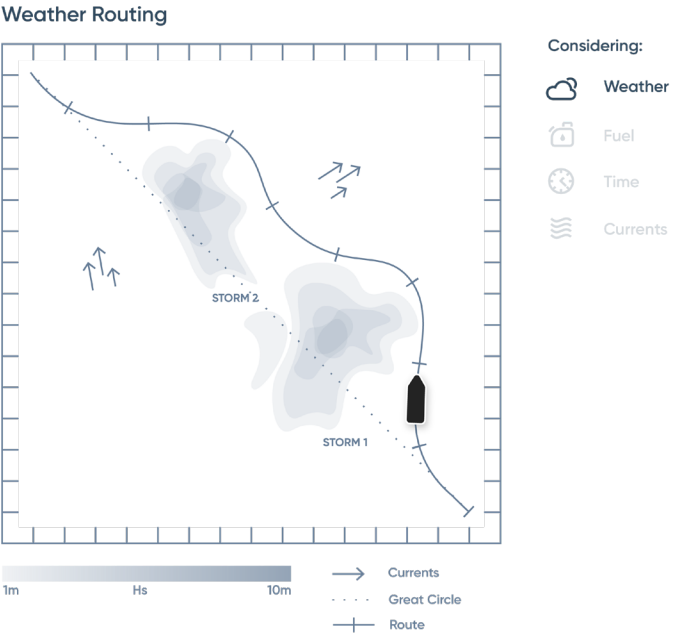 Weather Routing
Considering:
Weather
Fuel
Time
Currents
STORM 2
STORM 1
1m Hs 10m
Currents
Great Circle
Route